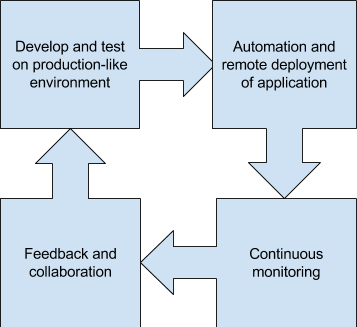 Develop and test
on production-like
environment
Automation and
remote deployment
of application
Feedback and
collaboration
Continuous
monitoring